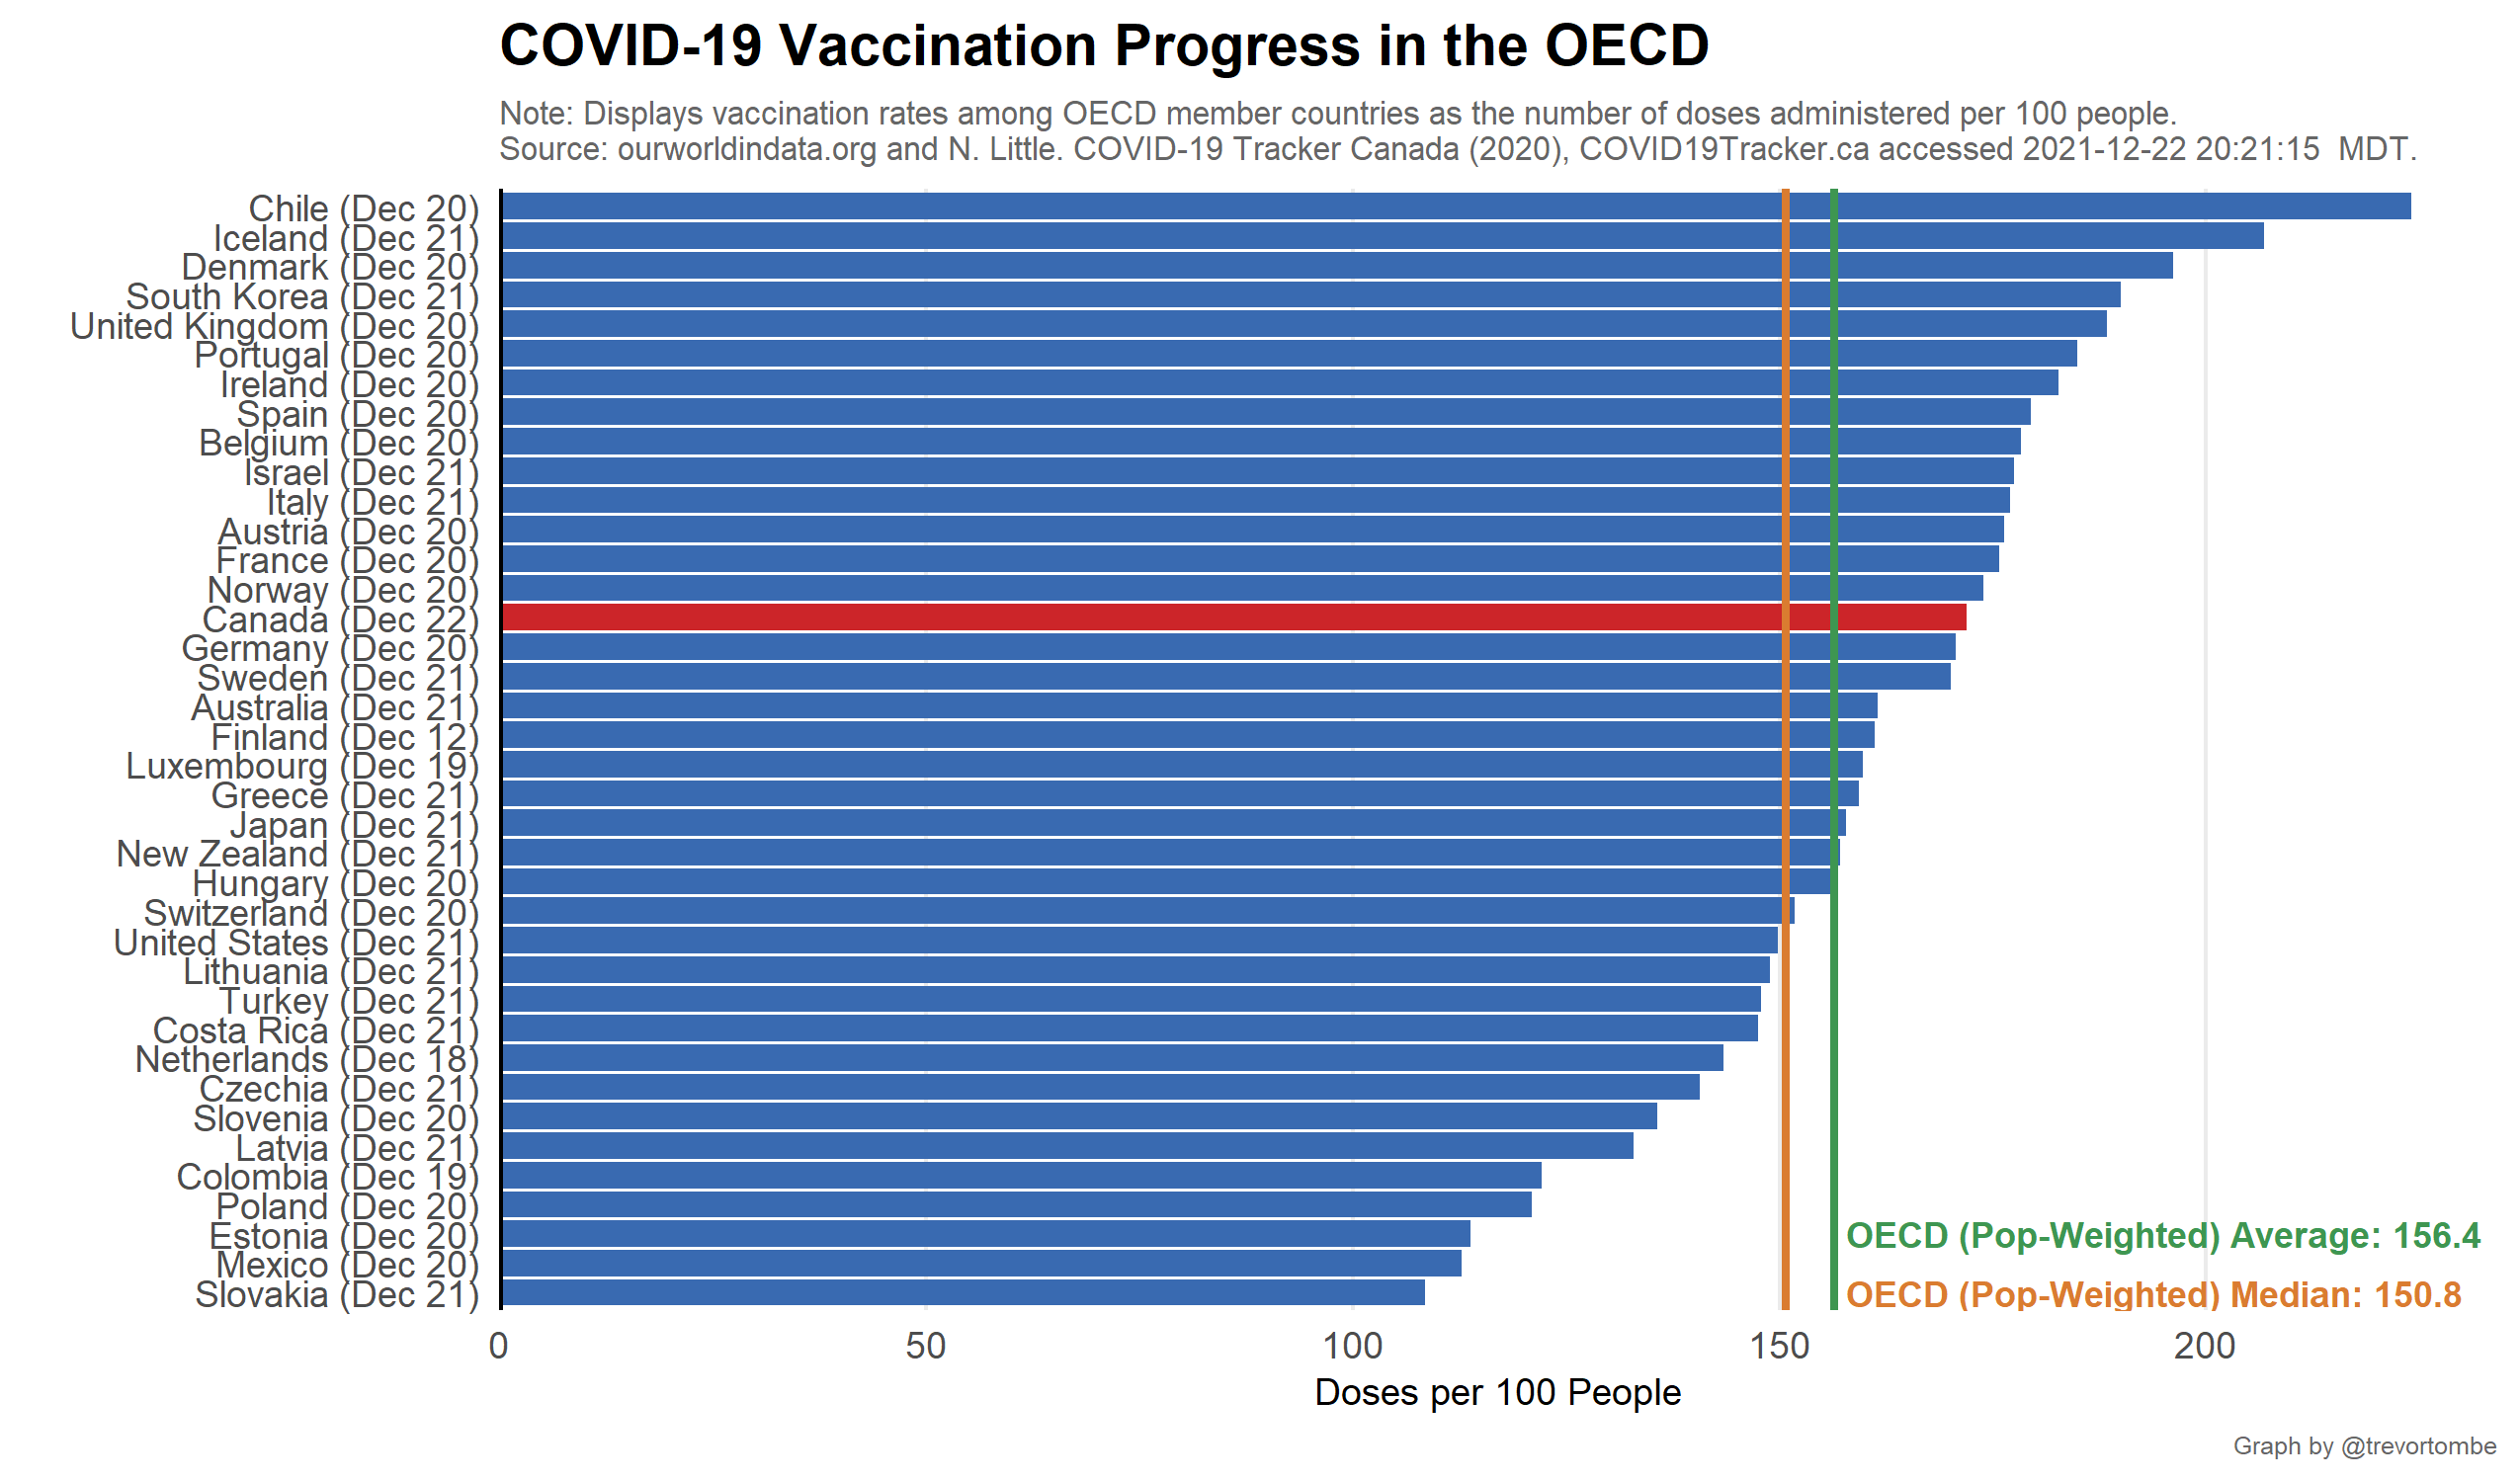 COVID-19 Vaccination Progress in the OECD
Note: Displays vaccination rates among OECD member countries as the number of doses administered per 100 people.
Source: ourworldindata.org and N. Little. COVID-19 Tracker Canada (2020), COVID19Tracker.ca accessed 2021-12-22 20:21:15  MDT.
Chile (Dec 20)
Iceland (Dec 21)
Denmark (Dec 20)
South Korea (Dec 21)
United Kingdom (Dec 20)
Portugal (Dec 20)
Ireland (Dec 20)
Spain (Dec 20)
Belgium (Dec 20)
Israel (Dec 21)
Italy (Dec 21)
Austria (Dec 20)
France (Dec 20)
Norway (Dec 20)
Canada (Dec 22)
Germany (Dec 20)
Sweden (Dec 21)
Australia (Dec 21)
Finland (Dec 12)
Luxembourg (Dec 19)
Greece (Dec 21)
Japan (Dec 21)
New Zealand (Dec 21)
Hungary (Dec 20)
Switzerland (Dec 20)
United States (Dec 21)
Lithuania (Dec 21)
Turkey (Dec 21)
Costa Rica (Dec 21)
Netherlands (Dec 18)
Czechia (Dec 21)
Slovenia (Dec 20)
Latvia (Dec 21)
Colombia (Dec 19)
Poland (Dec 20)
Estonia (Dec 20)
Mexico (Dec 20)
Slovakia (Dec 21)
OECD (Pop-Weighted) Average: 156.4
OECD (Pop-Weighted) Median: 150.8
0 50 100 150 200
Doses per 100 People
Graph by @trevortombe